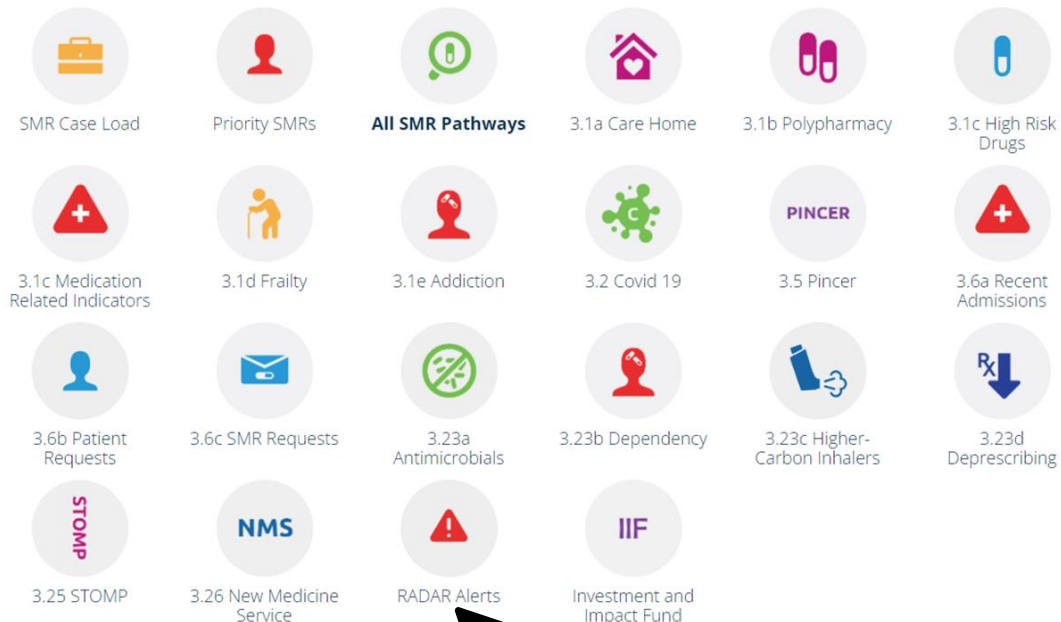 SMR Case Load
Priority SMRs
All SMR Pathways
3.1a Care Home
3.1b Polypharmacy
3.1c High Risk
Drugs
3.1c Medication
Related Indicators
3.1d Frailty
3.1e Addiction
C
3.2 Covid 19
PINCER
3.5 Pincer
3.6a Recent
Admissions
3.6b Patient
Requests
3.6c SMR Requests
3.23a
Antimicrobials
3.23b Dependency
3.23c Higher-
Carbon Inhalers
Rx
3.23d
Deprescribing
STOMP
3.25 STOMP
NMS
3.26 New Medicine
Service
RADAR Alerts
IIF
Investment and
Impact Fund